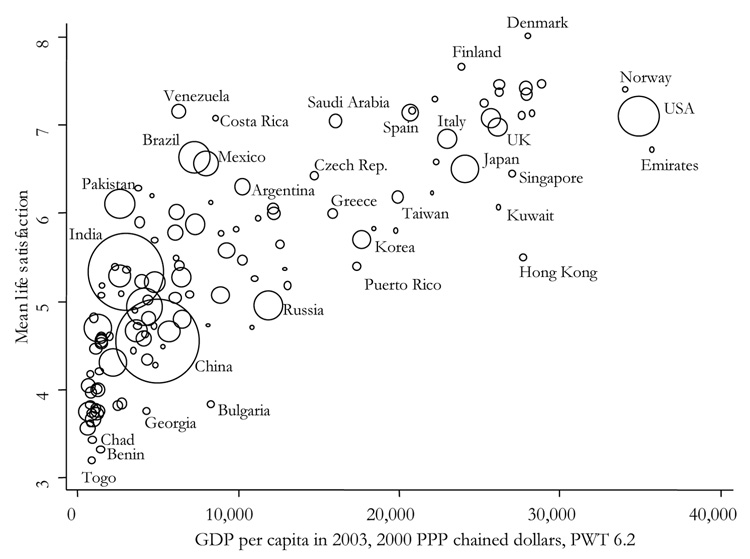 Denmark
8
Finland
Norway
Venezuela
Saudi Arabia
USA
Costa Rica
7
Spain
Italy
UK
Brazil
Mexico
Czech Rep.
Japan
Emirates
Singapore
Pakistan
Argentina
Greece
Taiwan
Kuwait
6
India
Korea
Hong Kong
Puerto Rico
5
Russia
China
4
Bulgaria
Georgia
Chad
Benin
Togo
3
Mean life satisfaction
0
10,000
20,000
30,000
40,000
GDP per capita in 2003, 2000 PPP chained dollars, PWT 6.2